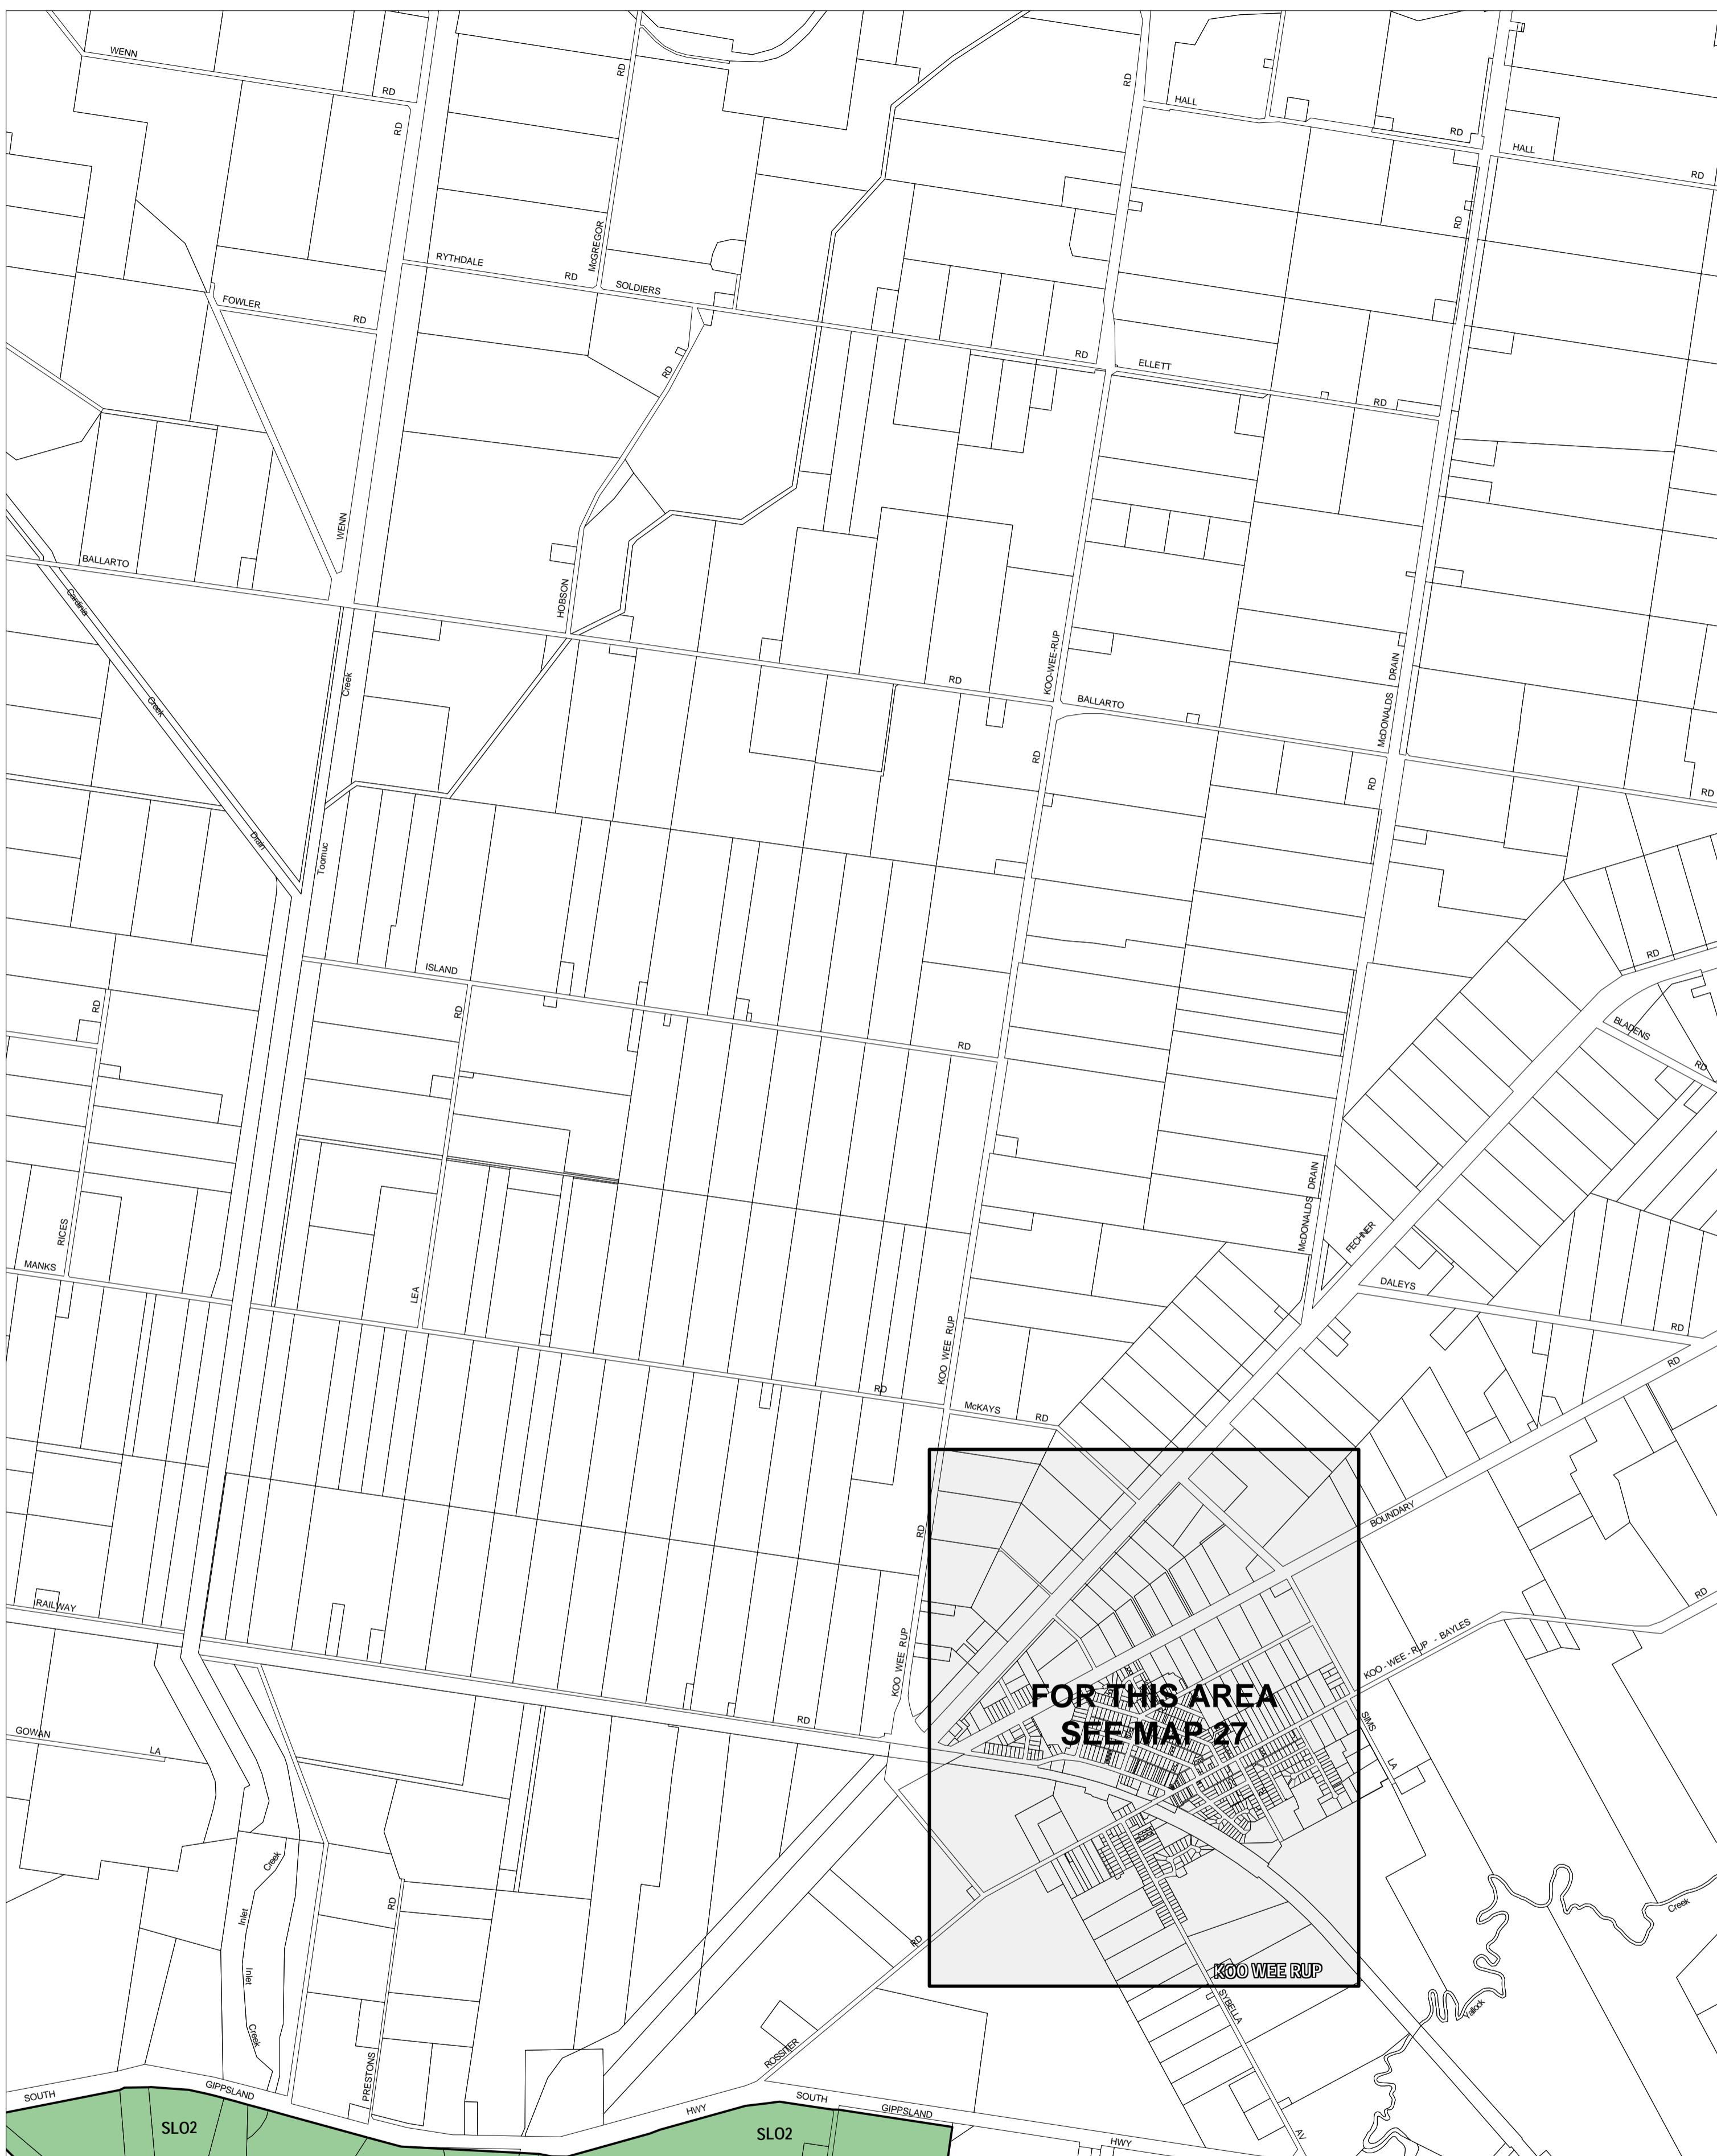 WENN
RD
RD
RD
RD
HALL
RD
HALL
RD
RD
McGREGOR
RYTHDALE
RD
SOLDIERS
FOWLER
RD
RD
RD
ELLETT
RD
WENN
BALLARTO
Cardinia
Creek
Drain
HOBSON
Creek
Toomuc
RD
KOO-WEE-RUP
BALLARTO
RD
McDONALDS DRAIN
RD
RD
ISLAND
RD
RD
RD
RD
BLADENS
RD
RICES
MANKS
LEA
McDONALDS DRAIN
FECHNER
DALEYS
RD
RD
KOO WEE RUP
RD
McKAYS
RD
BOUNDARY
RD
RD
RAILWAY
KOO WEE RUP
RD
KOO - WEE - RUP - BAYLES
FOR THIS AREA
SEE MAP 27
SIMS
LA
GOWAN
LA
Creek
Inlet
Inlet
Creek
RD
RD
Creek
Yallock
KOO WEE RUP
SYBELLA
AV
ROSSITER
PRESTONS
SOUTH
GIPPSLAND
HWY
SOUTH
GIPPSLAND
HWY
SLO2
SLO2